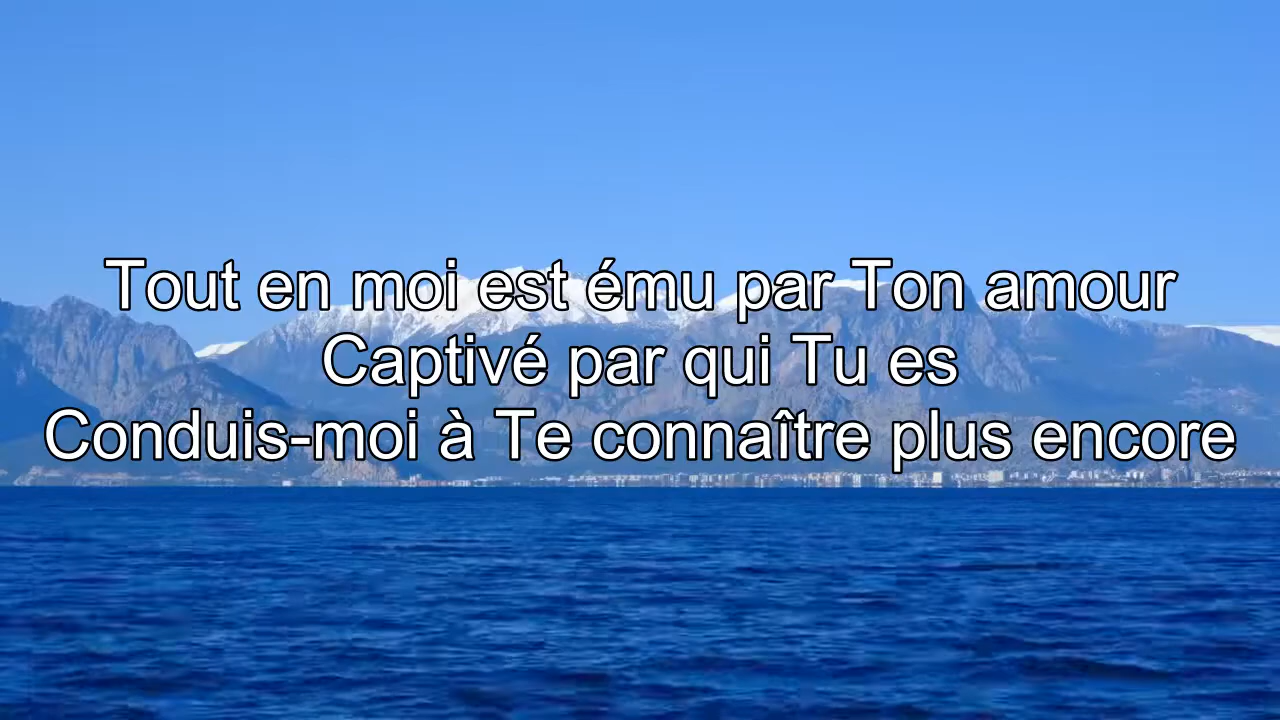 Tout en moi est ému par Ton amour
Captivé par qui Tu es
Conduis-moi à Te connaître plus encore